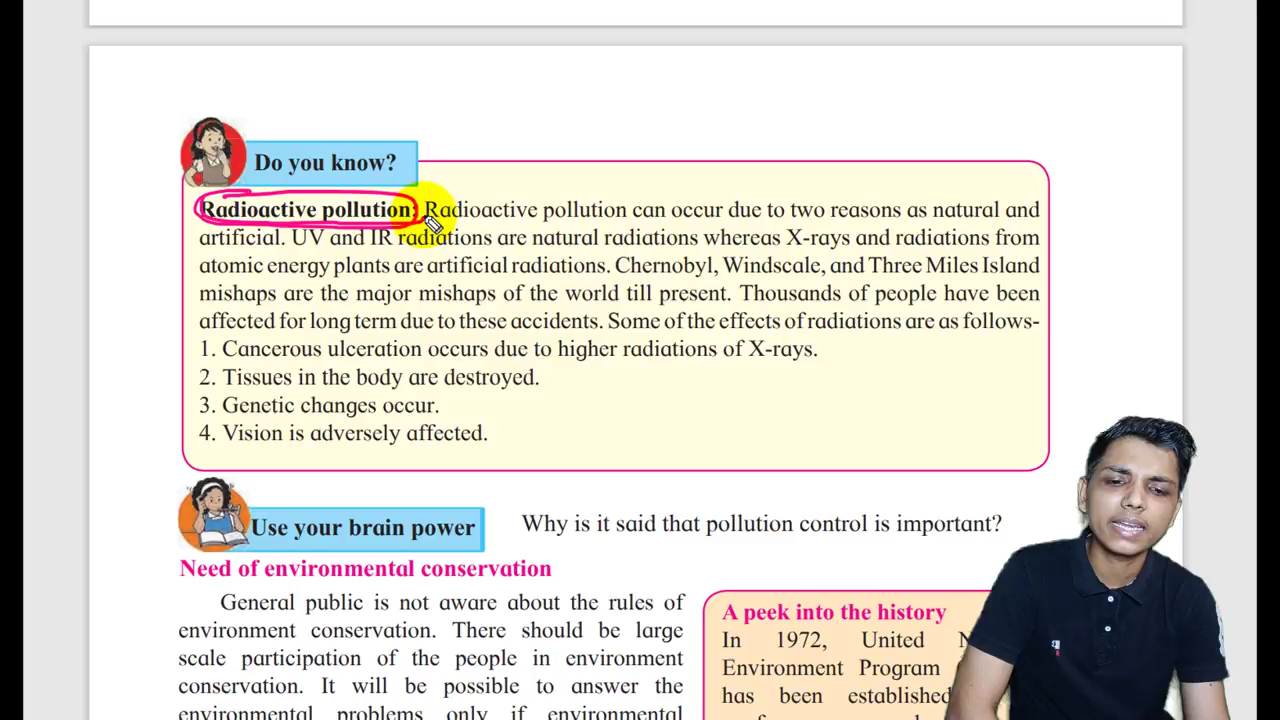 Do you know?
Radioactive pollution: Radioactive pollution can occur due to two reasons as natural and
artificial. UV and IR radiations are natural radiations whereas X-rays and radiations from
atomic energy plants are artificial radiations. Chernobyl, Windscale, and Three Miles Island
mishaps are the major mishaps of the world till present. Thousands of people have been
affected for long term due to these accidents. Some of the effects of radiations are as follows-
1. Cancerous ulceration occurs due to higher radiations of X-rays.
2. Tissues in the body are destroyed.
3. Genetic changes occur.
4. Vision is adversely affected.
Use your brain power
Why is it said that pollution control is important?
Need of environmental conservation
General public is not aware about the rules of
environment conservation. There should be large
scale participation of the people in environment
conservation. It will be possible to answer the
environmental problems only if environmental
A peek into the history
In 1972, United
Environment Program
has been established